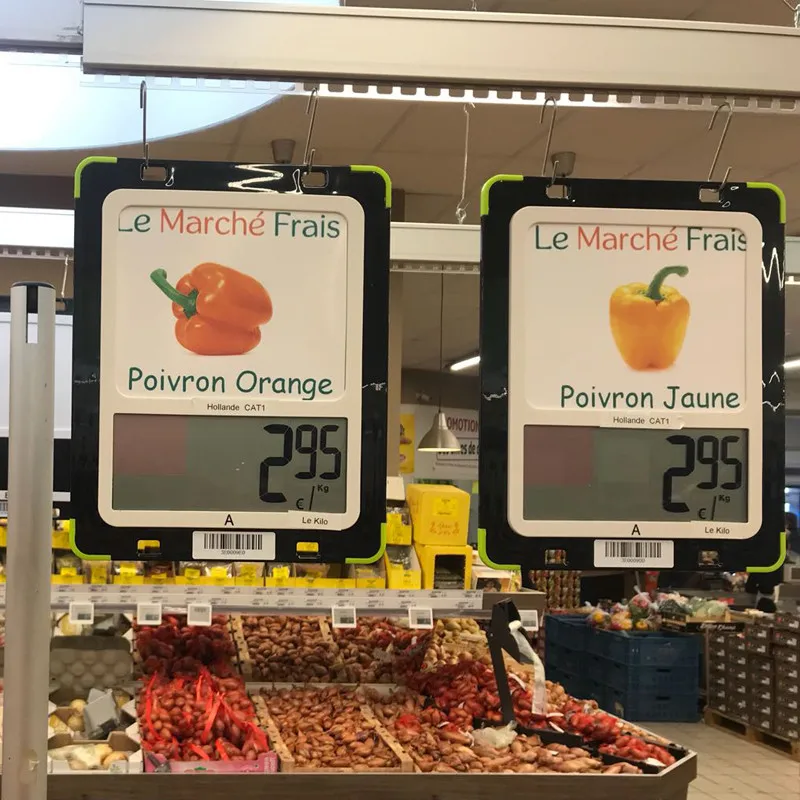 Le Marché Frais
Poivron Orange
Hollande CAT1
2,95
€/Kg
A
Le Kilo
Le Marché Frais
Poivron Jaune
Hollande CAT1
2,95
€/Kg
A
Le Kilo
PROMOTION